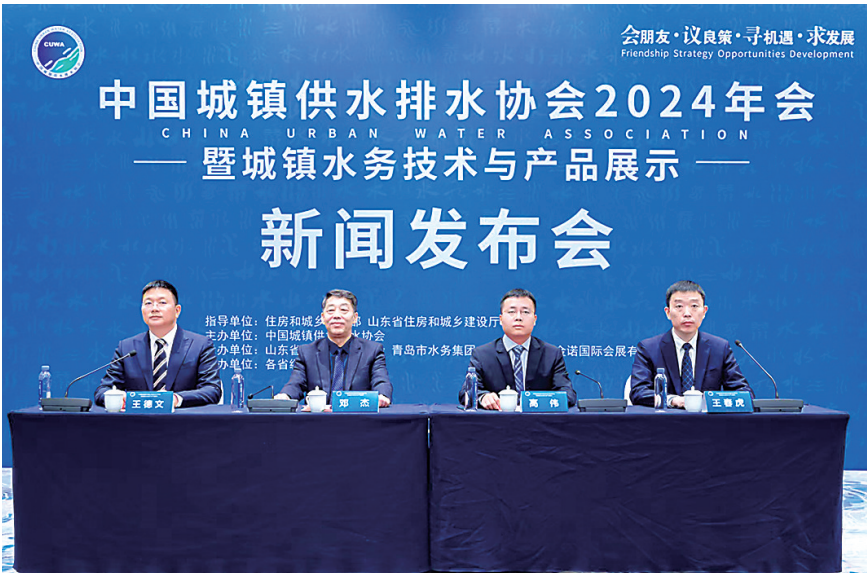 CUWA
会朋友·议良策·寻机遇·求发展
Friendship Strategy Opportunities Development
中国城镇供水排水协会2024年会
CHINA URBAN WATER ASSOCIATION
暨城镇水务技术与产品展示
新闻发布会
指导单位：住房和城乡 部 山东省住房和城乡建设厅
主办单位：中国城镇供 水协会
办单位：山东省 青岛市水务集团 诺国际会展有
办单位：各省
王德文
邓杰
高伟
王春虎